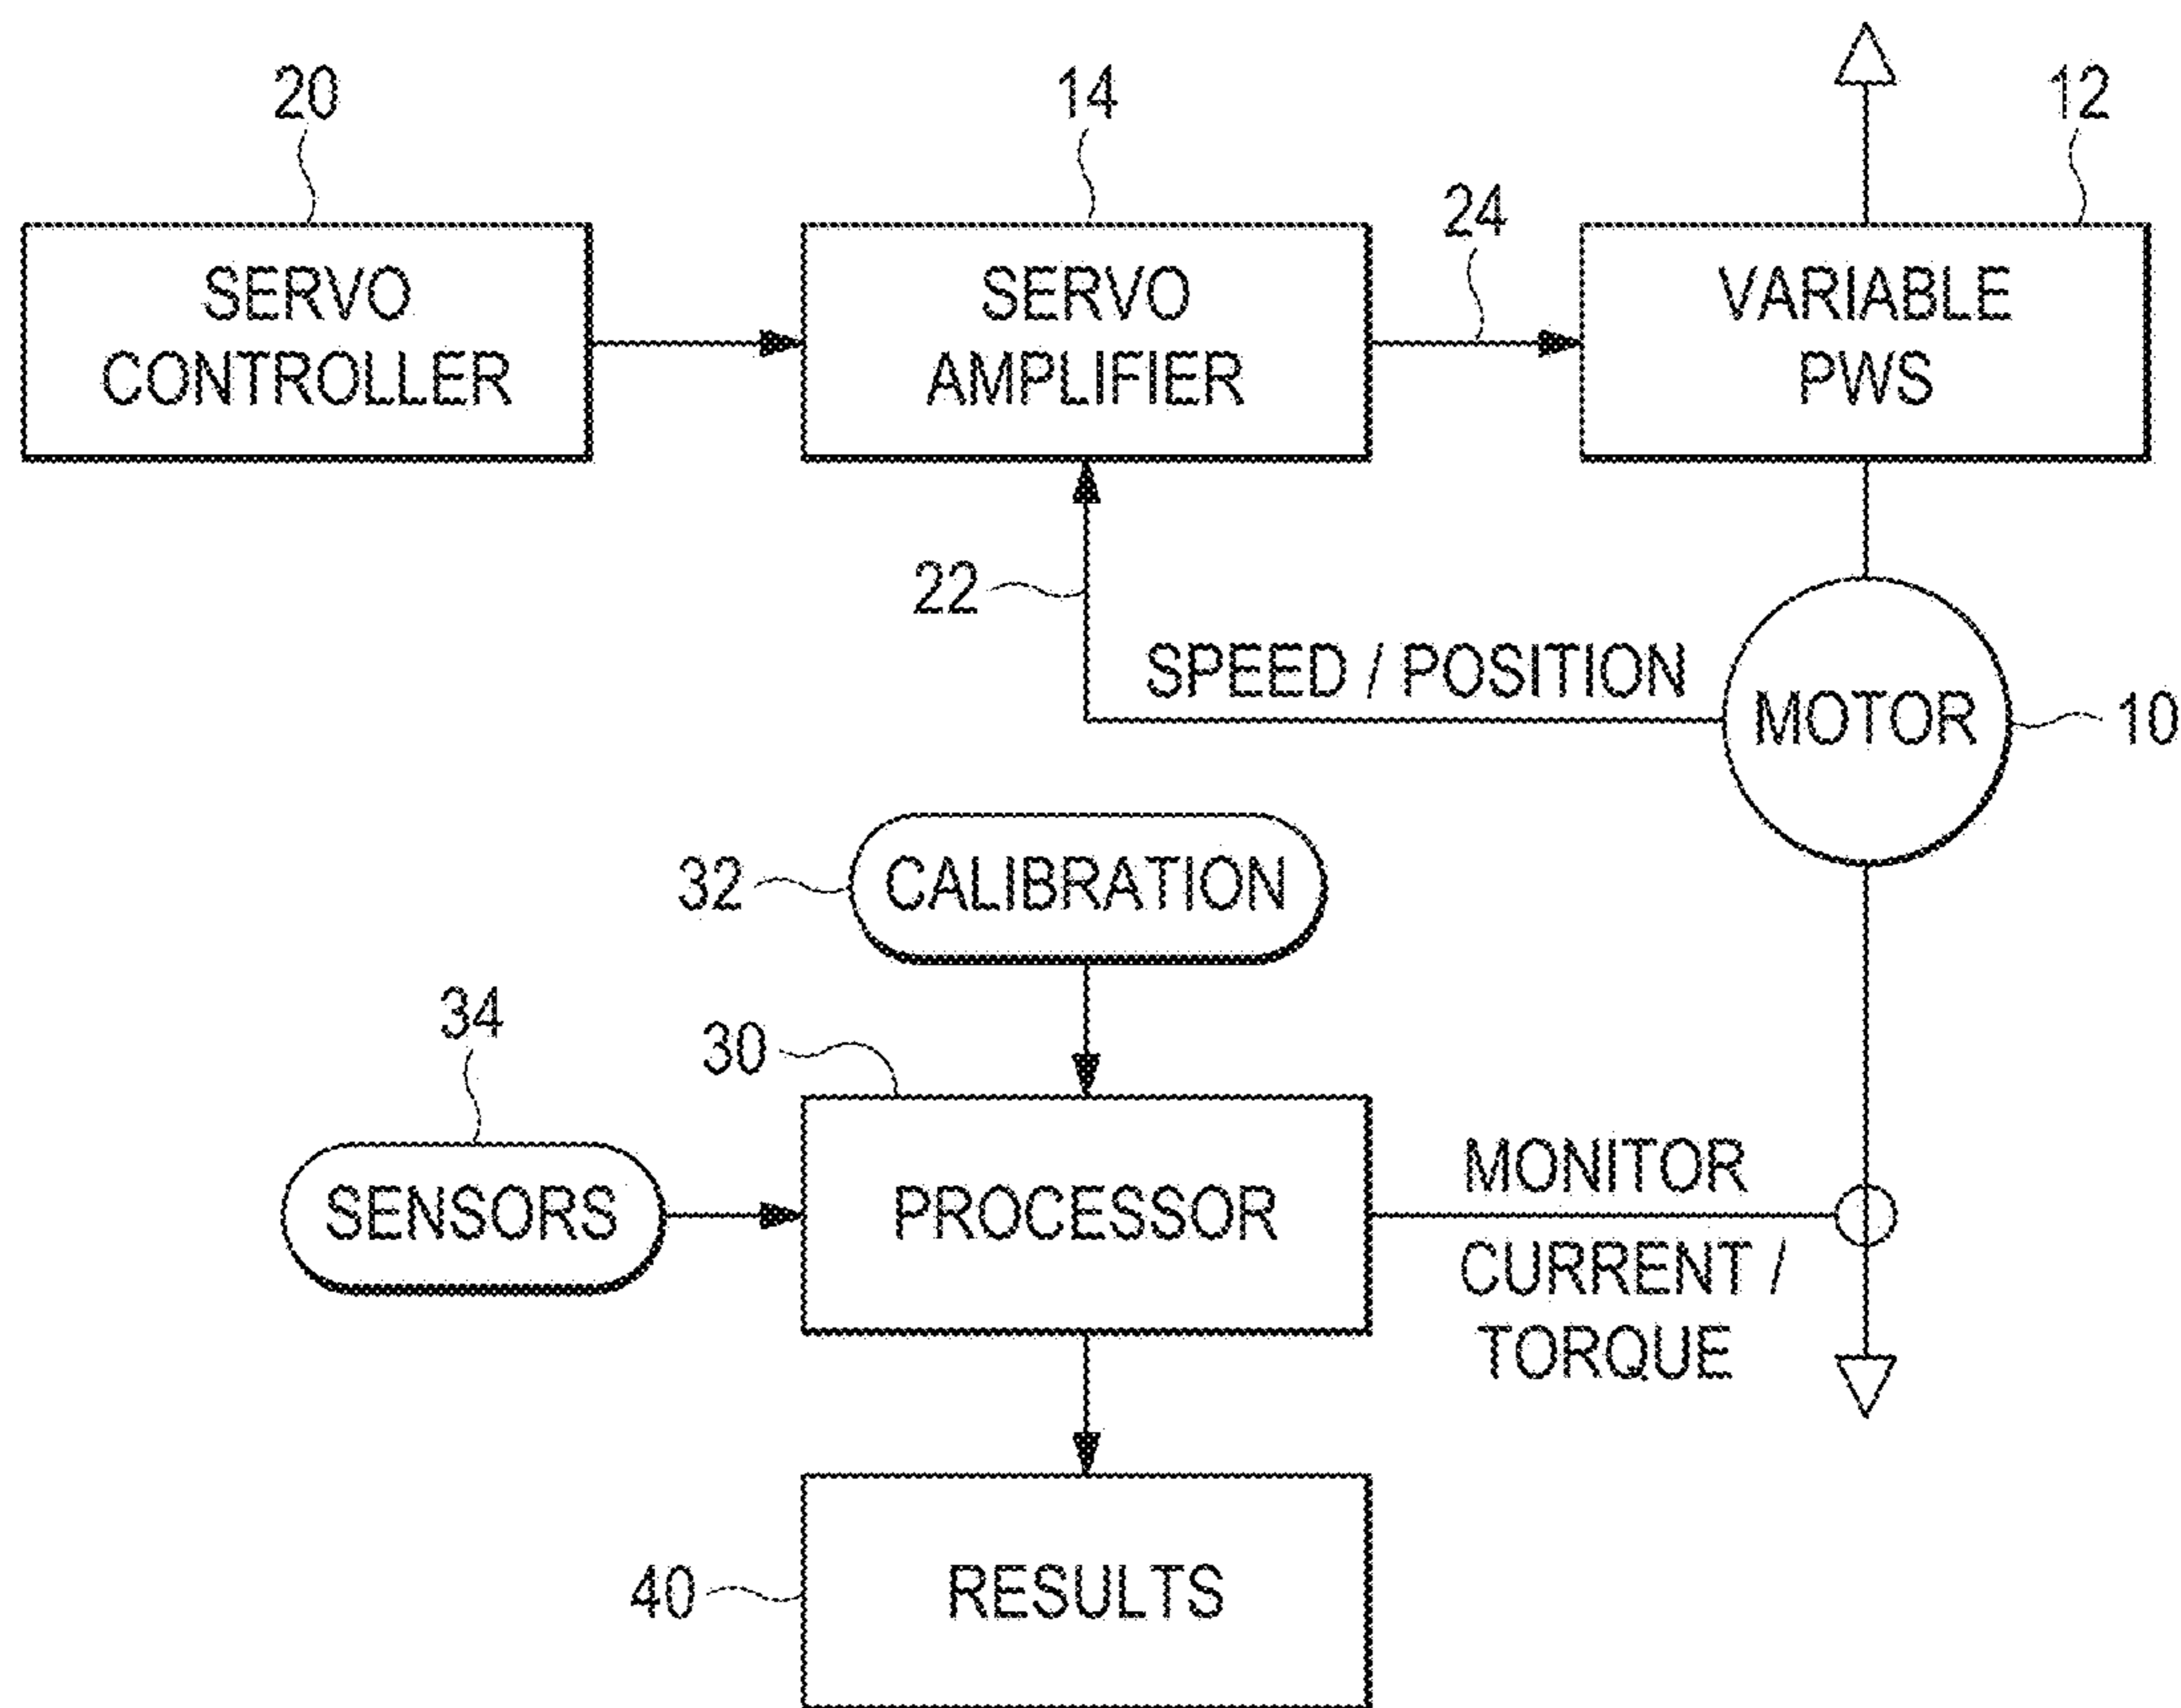 20
14
12
24
SERVO
CONTROLLER
SERVO
AMPLIFIER
VARIABLE
PWS
22
SPEED / POSITION
MOTOR
10
32
CALIBRATION
34
30
SENSORS
PROCESSOR
MONITOR
CURRENT /
TORQUE
40
RESULTS